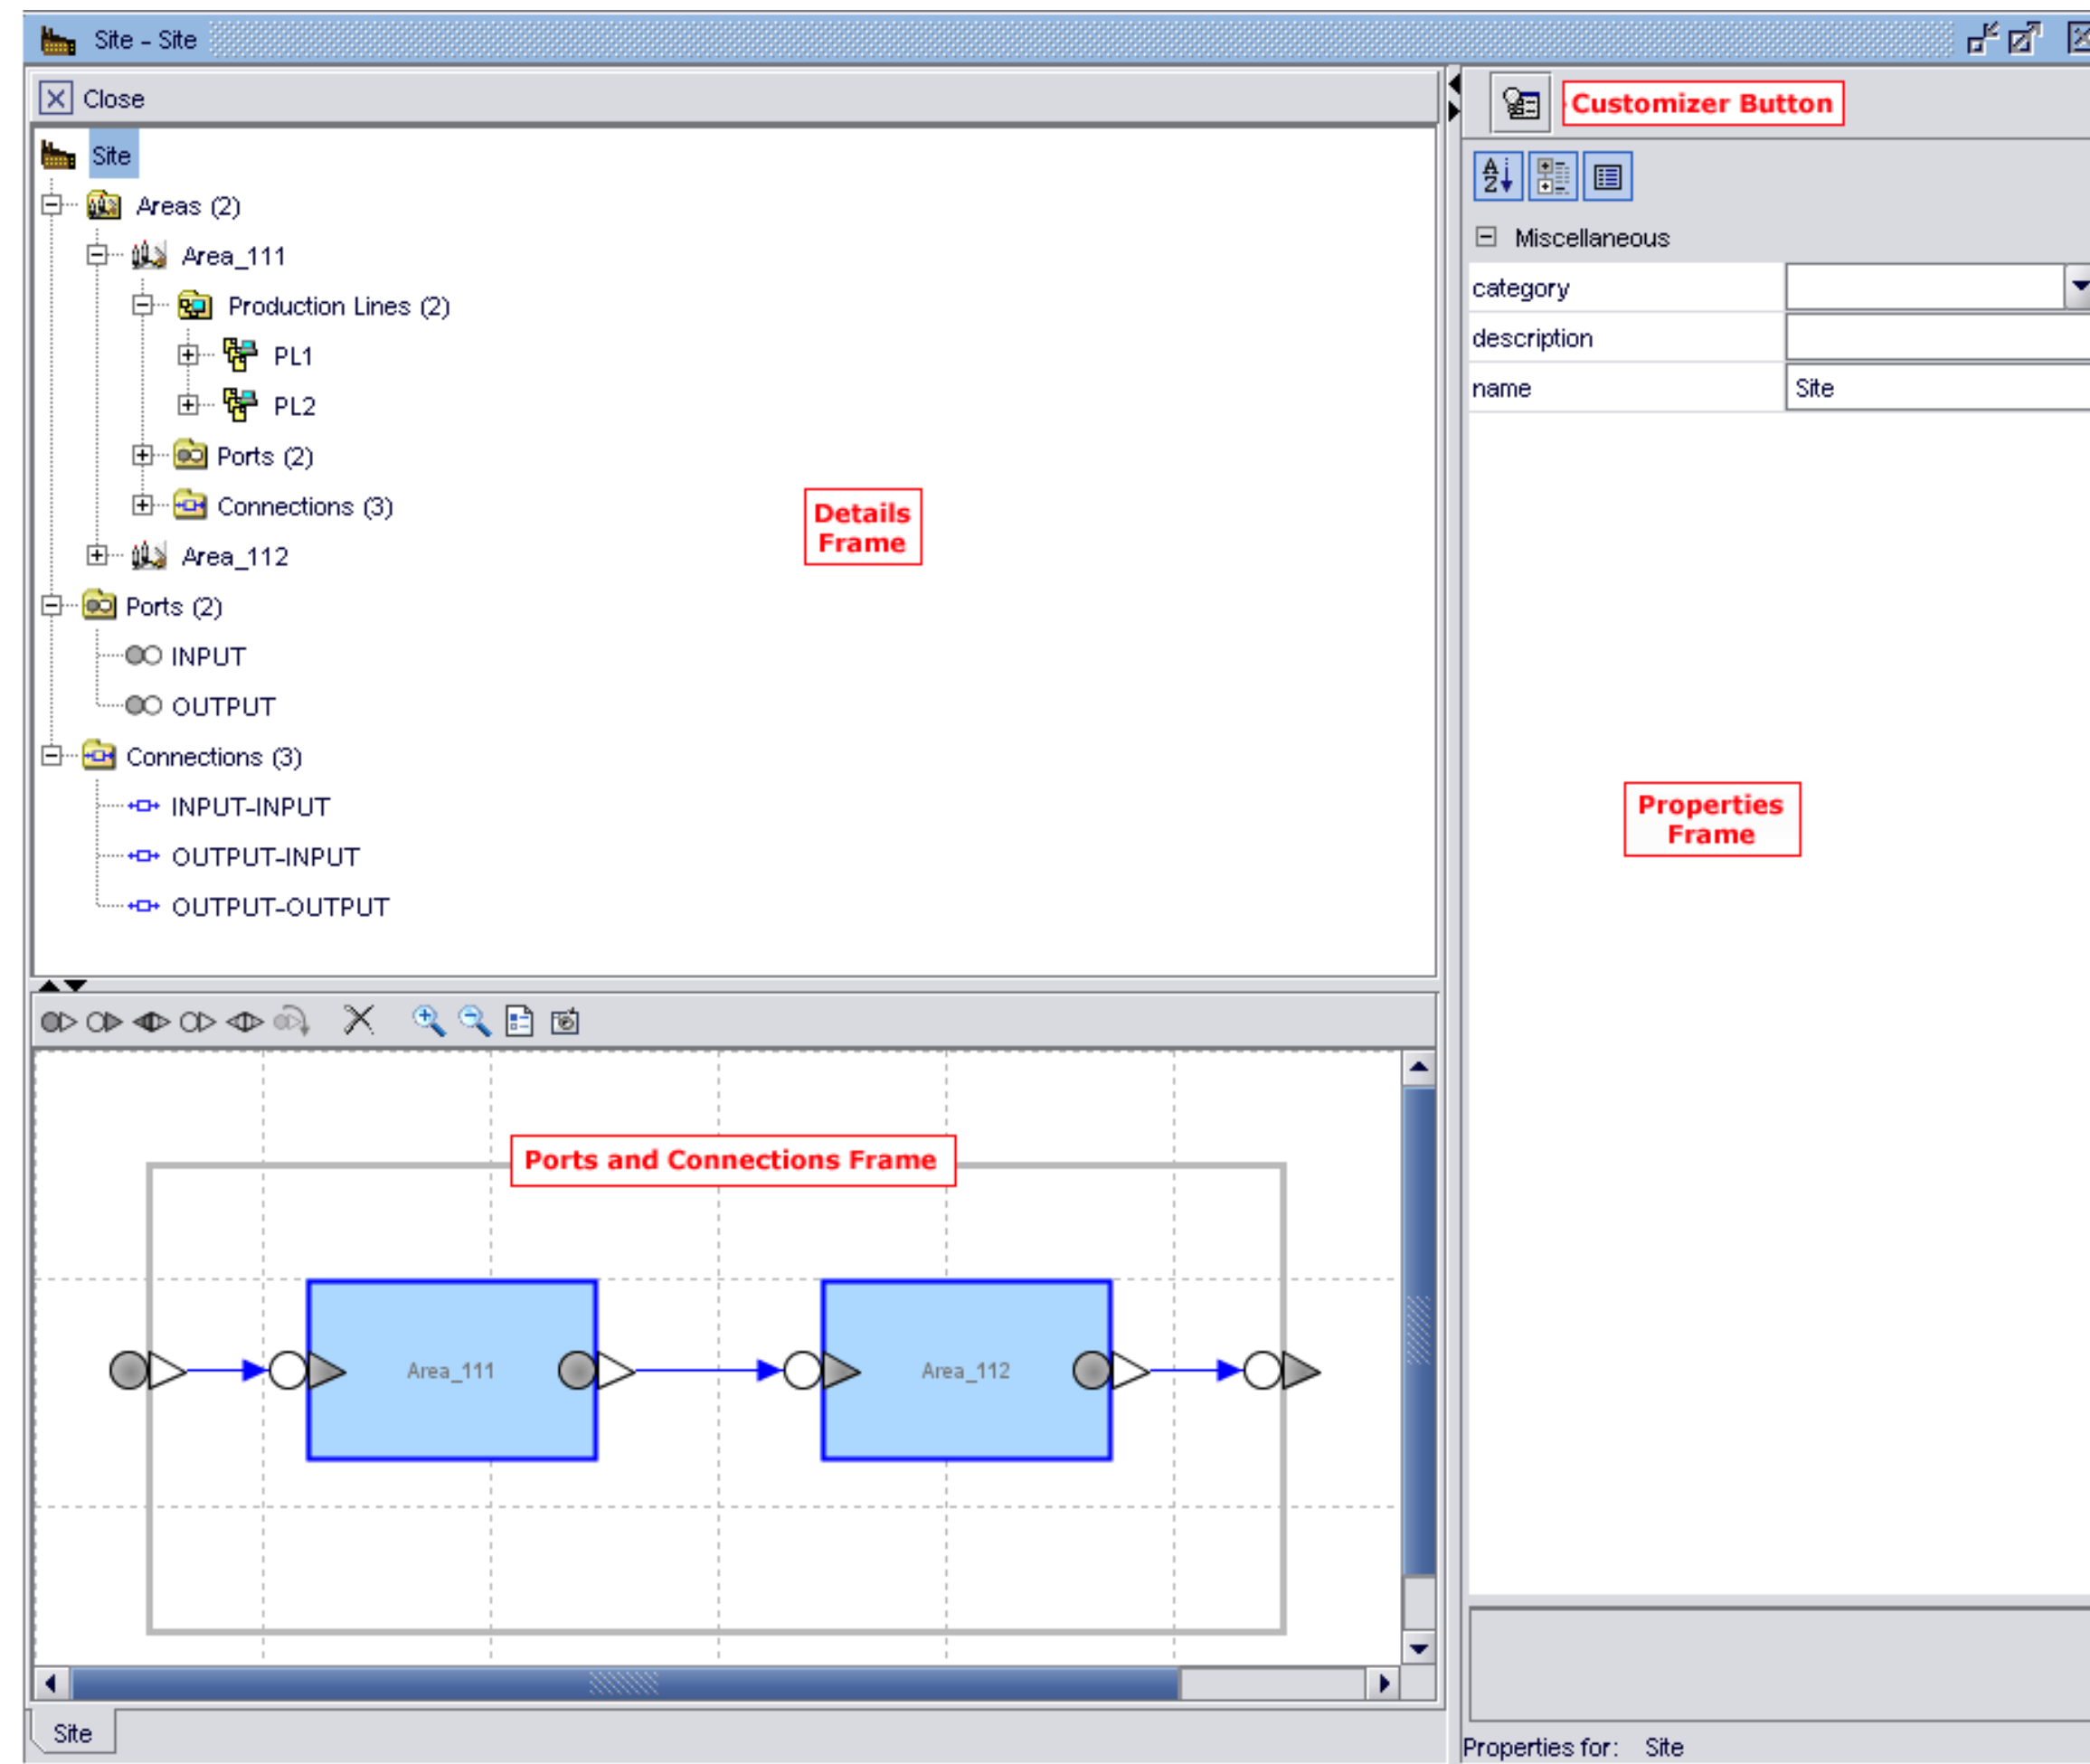 Site - Site
Close
Customizer Button
Site
Areas (2)
Area_111
Production Lines (2)
PL1
PL2
Ports (2)
Connections (3)
Area_112
Ports (2)
INPUT
OUTPUT
Connections (3)
INPUT-INPUT
OUTPUT-INPUT
OUTPUT-OUTPUT
Details
Frame
A
Z
Miscellaneous
category
description
name
Site
Properties
Frame
Ports and Connections Frame
Area_111
Area_112
Site
Properties for: Site